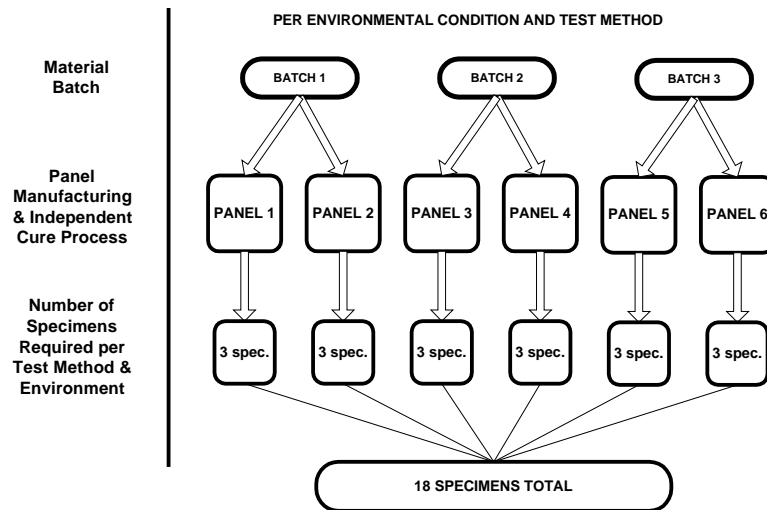 PER ENVIRONMENTAL CONDITION AND TEST METHOD
Material
Batch
BATCH 1
BATCH 2
BATCH 3
Panel
Manufacturing
& Independent
Cure Process
PANEL 1
PANEL 2
PANEL 3
PANEL 4
PANEL 5
PANEL 6
Number of
Specimens
Required per
Test Method &
Environment
3 spec.
3 spec.
3 spec.
3 spec.
3 spec.
3 spec.
18 SPECIMENS TOTAL